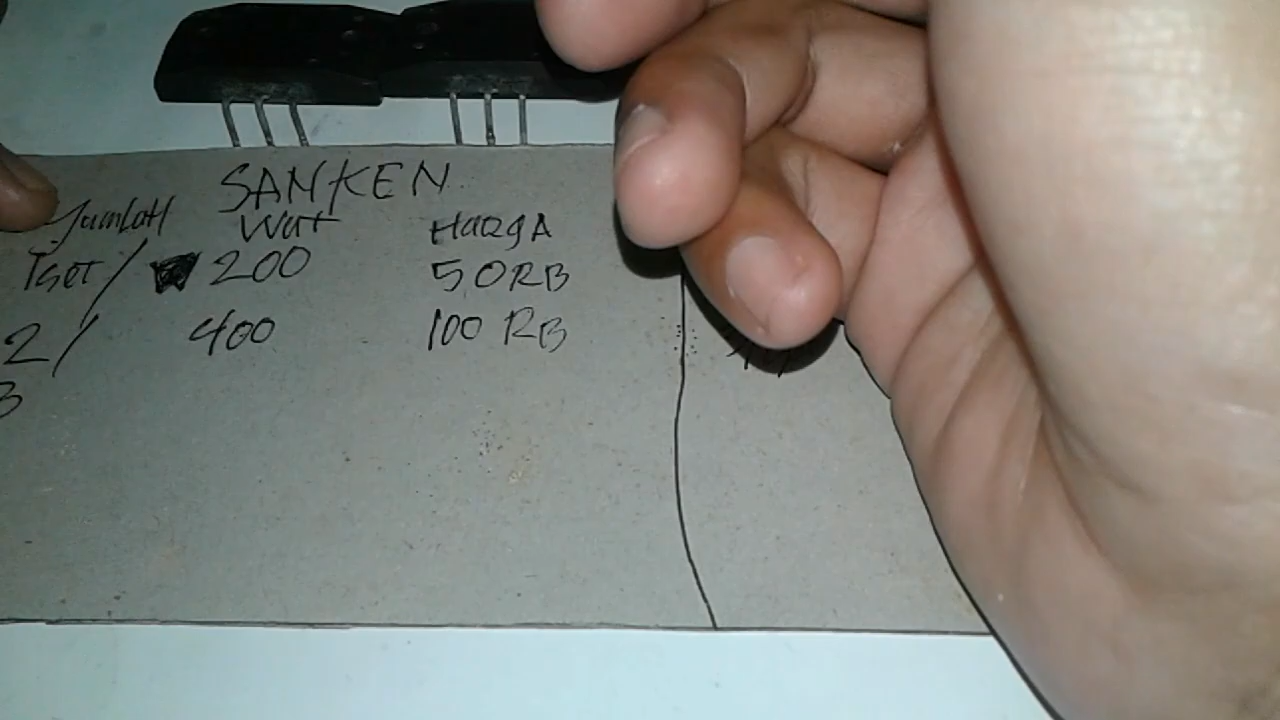 SANKEN
Jumlah Wat HaRgA
1set/ 200 50RB
2/ 400 100 RB
3